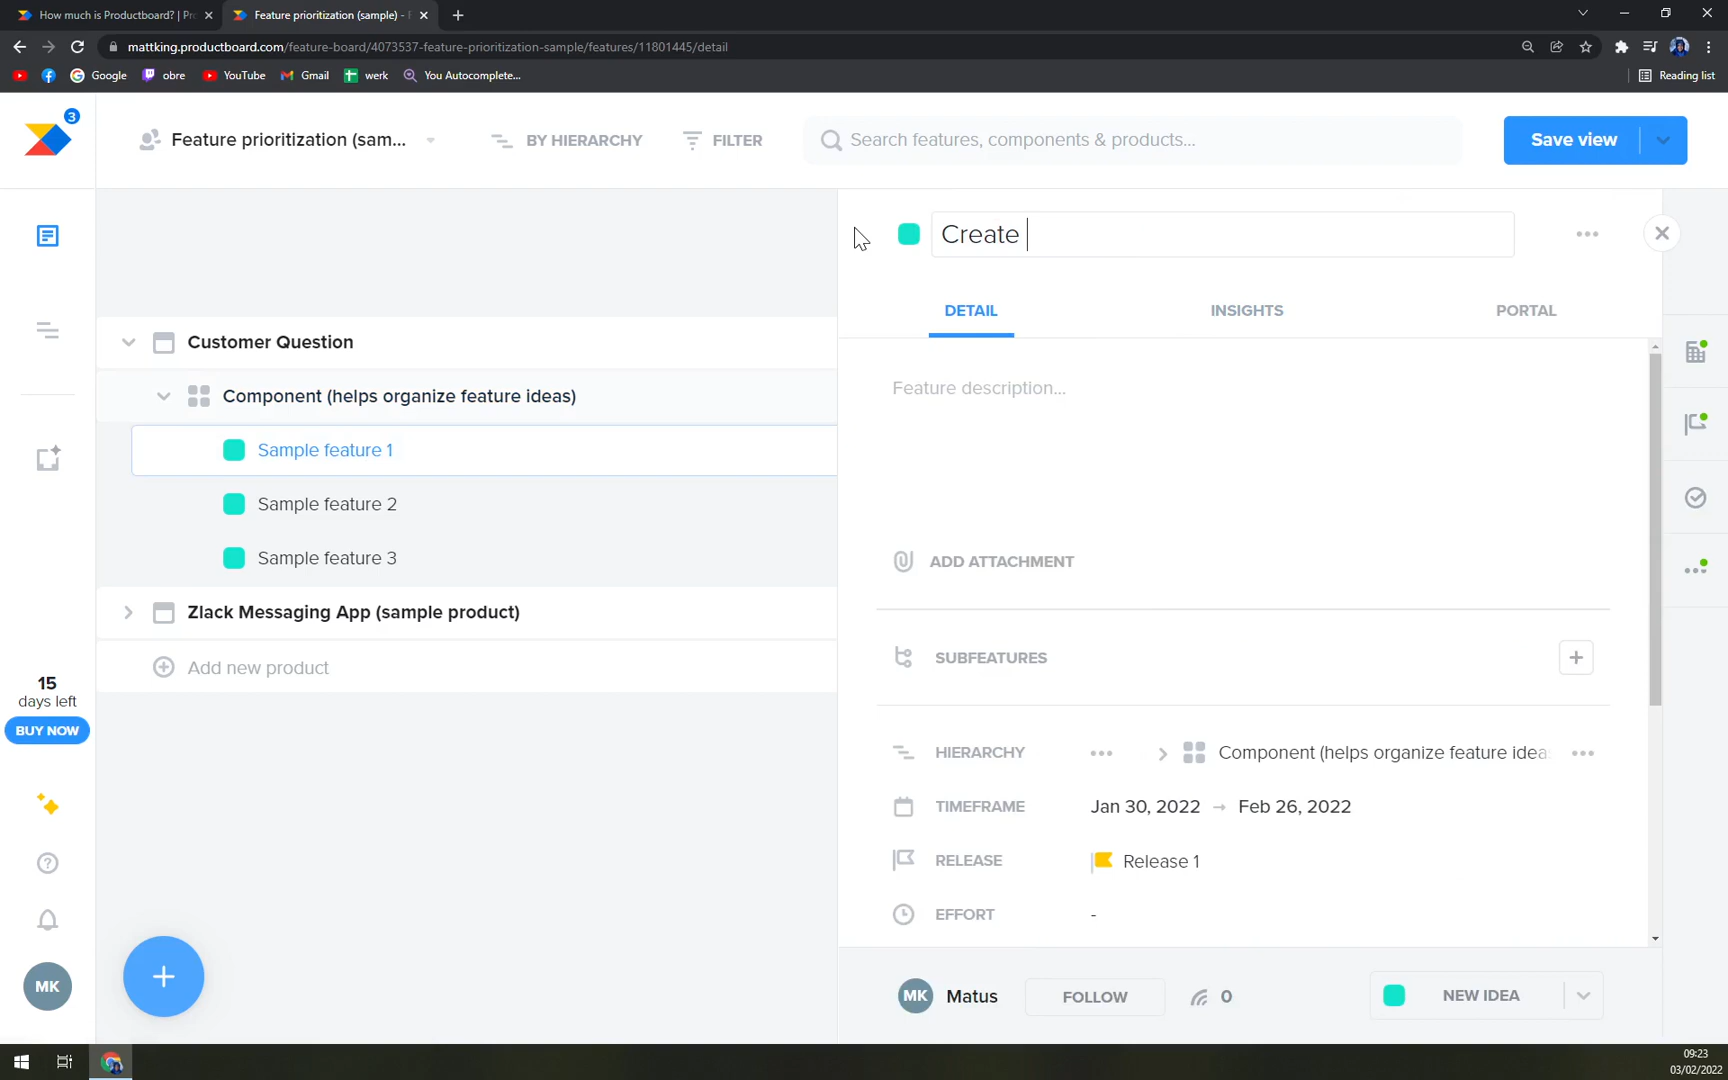 How much is Productboard? | Pr
Feature prioritization (sample) - F
mattking.productboard.com/feature-board/4073537-feature-prioritization-sample/features/11801445/detail
Google
obre
YouTube
Gmail
werk
You Autocomplete...
Reading list
3
Feature prioritization (sam...
BY HIERARCHY
FILTER
Search features, components & products...
Save view
Create
DETAIL
INSIGHTS
PORTAL
Customer Question
Component (helps organize feature ideas)
Feature description...
Sample feature 1
Sample feature 2
Sample feature 3
ADD ATTACHMENT
Zlack Messaging App (sample product)
Add new product
SUBFEATURES
15
days left
BUY NOW
HIERARCHY
Component (helps organize feature idea
TIMEFRAME
Jan 30, 2022 → Feb 26, 2022
RELEASE
Release 1
EFFORT
-
MK
MK
Matus
FOLLOW
0
NEW IDEA
09:23
03/02/2022